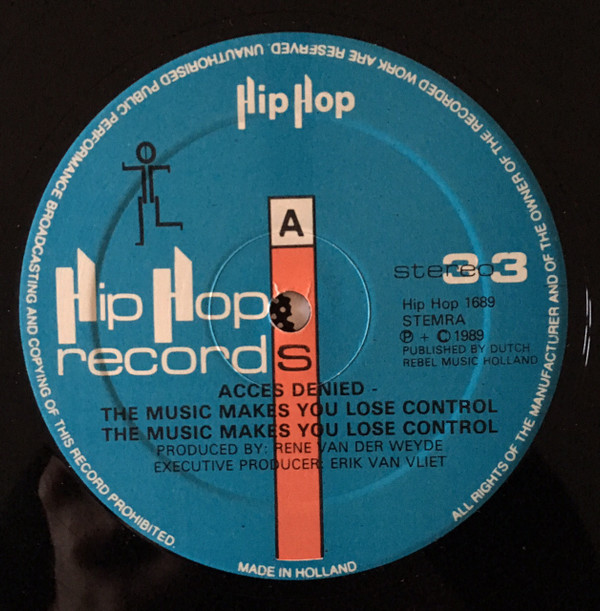 Hip Hop
A
stereo 33
Hip Hop
records
Hip Hop 1689
STEMRA
℗ + © 1989
PUBLISHED BY DUTCH
REBEL MUSIC HOLLAND
ACCES DENIED -
THE MUSIC MAKES YOU LOSE CONTROL
THE MUSIC MAKES YOU LOSE CONTROL
PRODUCED BY: RENE VAN DER WEYDE
EXECUTIVE PRODUCER: ERIK VAN VLIET
ALL RIGHTS OF THE MANUFACTURER AND OF THE OWNER OF THE RECORDED WORK ARE RESERVED. UNAUTHORISED PUBLIC PERFORMANCE BROADCASTING AND COPYING OF THIS RECORD PROHIBITED.
MADE IN HOLLAND